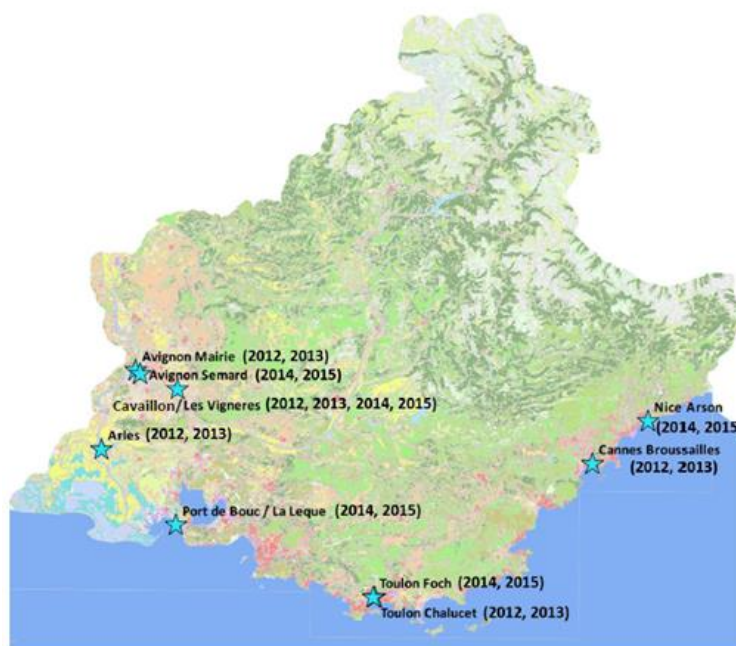 Avignon Mairie (2012, 2013)
Avignon Semard (2014, 2015)
Cavaillon/Les Vigneres (2012, 2013, 2014, 2015)
Arles (2012, 2013)
Nice Arson
(2014, 2015
Cannes Broussailles
(2012, 2013)
Port de Bouc / La Leque (2014, 2015)
Toulon Foch (2014, 2015)
Toulon Chalucet (2012, 2013)